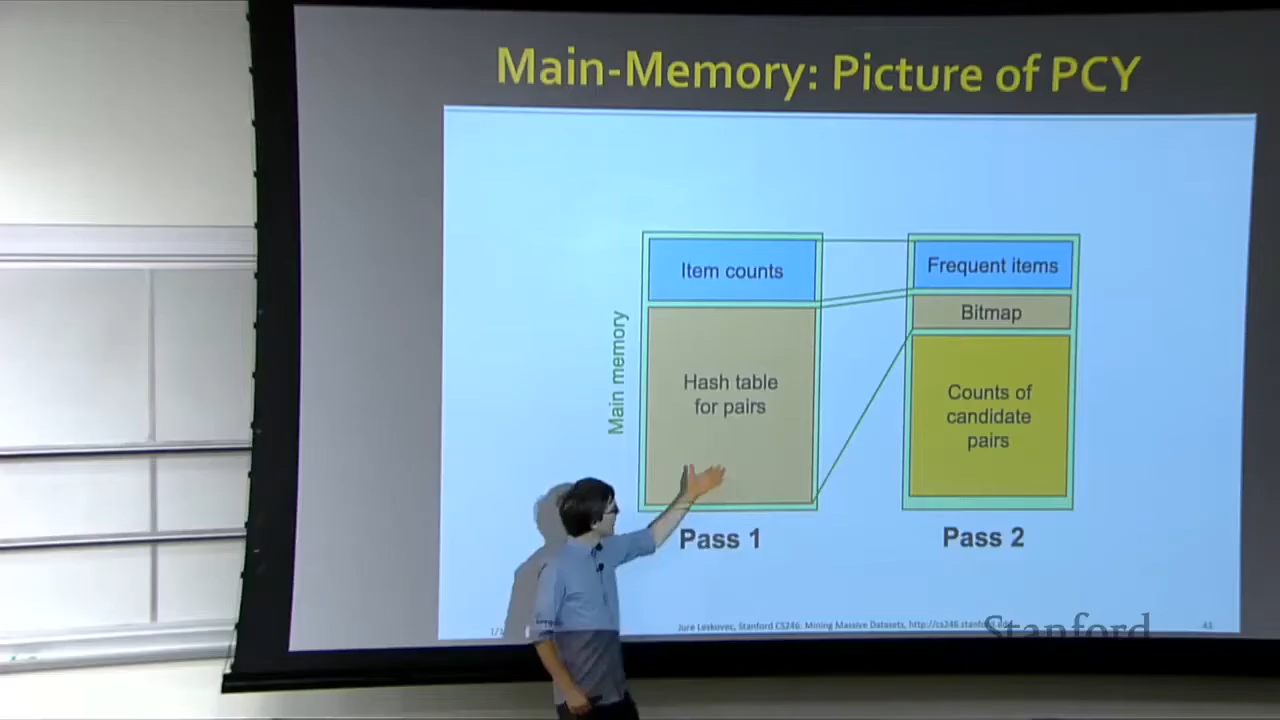 Main-Memory: Picture of PCY
Item counts
Frequent items
Bitmap
Main memory
Hash table
for pairs
Counts of
candidate
pairs
Pass 1
Pass 2
Jure Leskovec, Stanford CS246: Mining Massive Datasets, http://cs246.stanford.edu
Stanford